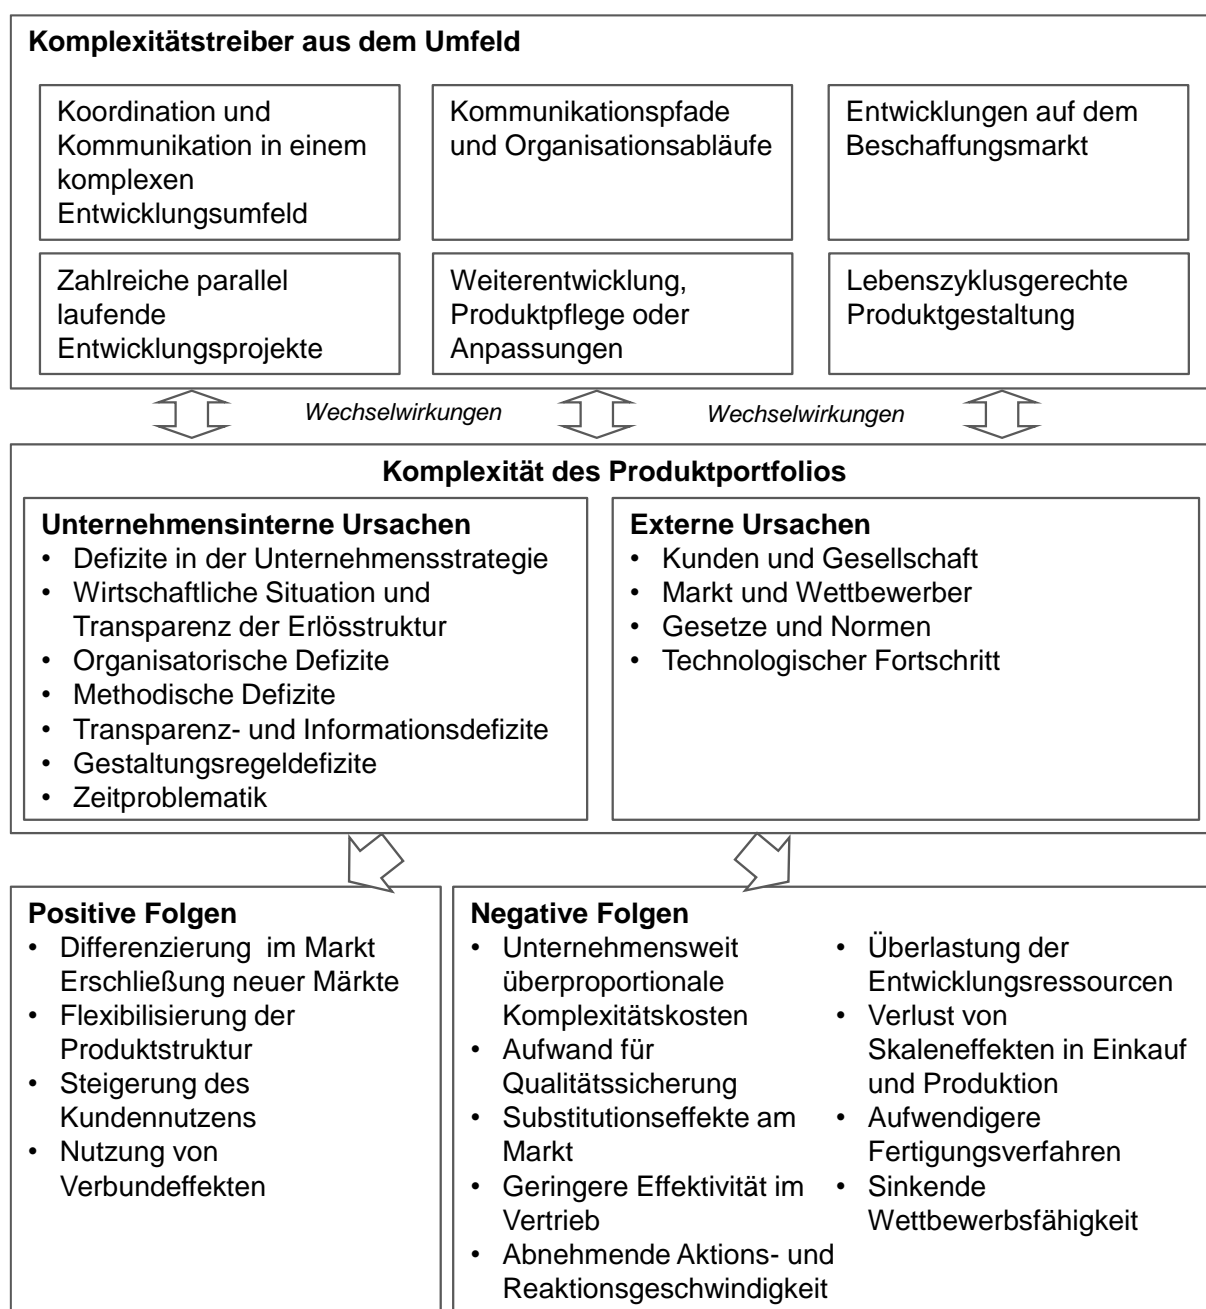 Komplexitätstreiber aus dem Umfeld
Koordination und
Kommunikation in einem
komplexen
Entwicklungsumfeld
Kommunikationspfade
und Organisationsabläufe
Entwicklungen auf dem
Beschaffungsmarkt
Zahlreiche parallel
laufende
Entwicklungsprojekte
Weiterentwicklung,
Produktpflege oder
Anpassungen
Lebenszyklusgerechte
Produktgestaltung
Wechselwirkungen
Wechselwirkungen
Komplexität des Produktportfolios
Unternehmensinterne Ursachen
• Defizite in der Unternehmensstrategie
• Wirtschaftliche Situation und
Transparenz der Erlösstruktur
• Organisatorische Defizite
• Methodische Defizite
• Transparenz- und Informationsdefizite
• Gestaltungsregeldefizite
• Zeitproblematik
Externe Ursachen
• Kunden und Gesellschaft
• Markt und Wettbewerber
• Gesetze und Normen
• Technologischer Fortschritt
Positive Folgen
• Differenzierung im Markt
Erschließung neuer Märkte
• Flexibilisierung der
Produktstruktur
• Steigerung des
Kundennutzens
• Nutzung von
Verbundeffekten
Negative Folgen
• Unternehmensweit
überproportionale
Komplexitätskosten
• Aufwand für
Qualitätssicherung
• Substitutionseffekte am
Markt
• Geringere Effektivität im
Vertrieb
• Abnehmende Aktions- und
Reaktionsgeschwindigkeit
• Überlastung der
Entwicklungsressourcen
• Verlust von
Skaleneffekten in Einkauf
und Produktion
• Aufwendigere
Fertigungsverfahren
• Sinkende
Wettbewerbsfähigkeit